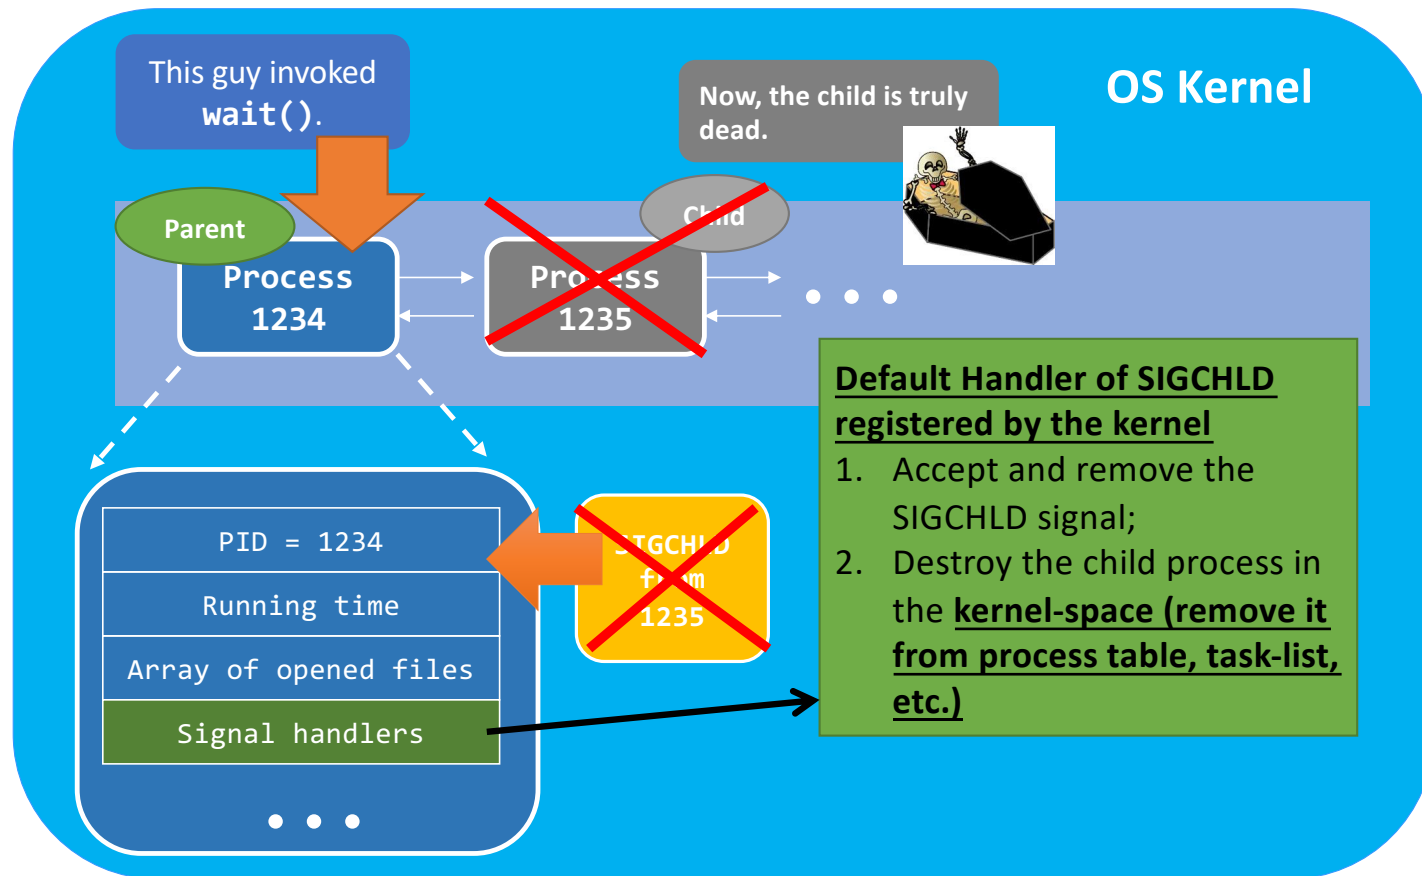 This guy invoked
wait().
Now, the child is truly
dead.
OS Kernel
Parent
Child
Process
1234
Process
1235
• • •
Default Handler of SIGCHLD
registered by the kernel
1. Accept and remove the
SIGCHLD signal;
2. Destroy the child process in
the kernel-space (remove it
from process table, task-list,
etc.)
PID = 1234
Running time
Array of opened files
Signal handlers
• • •
SIGCHLD
from
1235